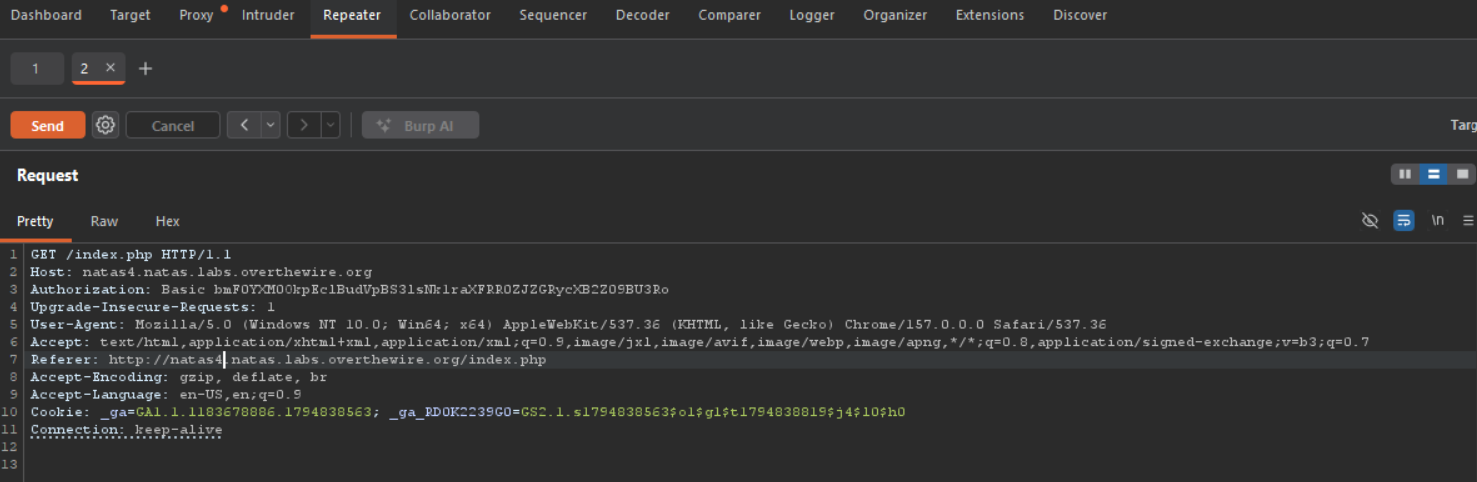 Dashboard Target Proxy Intruder Repeater Collaborator Sequencer Decoder Comparer Logger Organizer Extensions Discover
1 2 × +
Send Cancel < > Burp AI Targ
Request
Pretty Raw Hex \n
1 GET /index.php HTTP/1.1
2 Host: natas4.natas.labs.overthewire.org
3 Authorization: Basic
4 Upgrade-Insecure-Requests: 1
5 User-Agent: Mozilla/5.0 (Windows NT 10.0; Win64; x64) AppleWebKit/537.36 (KHTML, like Gecko) Chrome/157.0.0.0 Safari/537.36
6 Accept: text/html,application/xhtml+xml,application/xml;q=0.9,image/jxl,image/avif,image/webp,image/apng,*/*;q=0.8,application/signed-exchange;v=b3;q=0.7
7 Referer: http://natas4.natas.labs.overthewire.org/index.php
8 Accept-Encoding: gzip, deflate, br
9 Accept-Language: en-US,en;q=0.9
10 Cookie: _ga=GA1.1.1183678886.1794838563; _ga_RD0K2239G0=GS2.1.s1794838563$o1$g1$t1794838819$j4$l0$h0
11 Connection: keep-alive
12
13